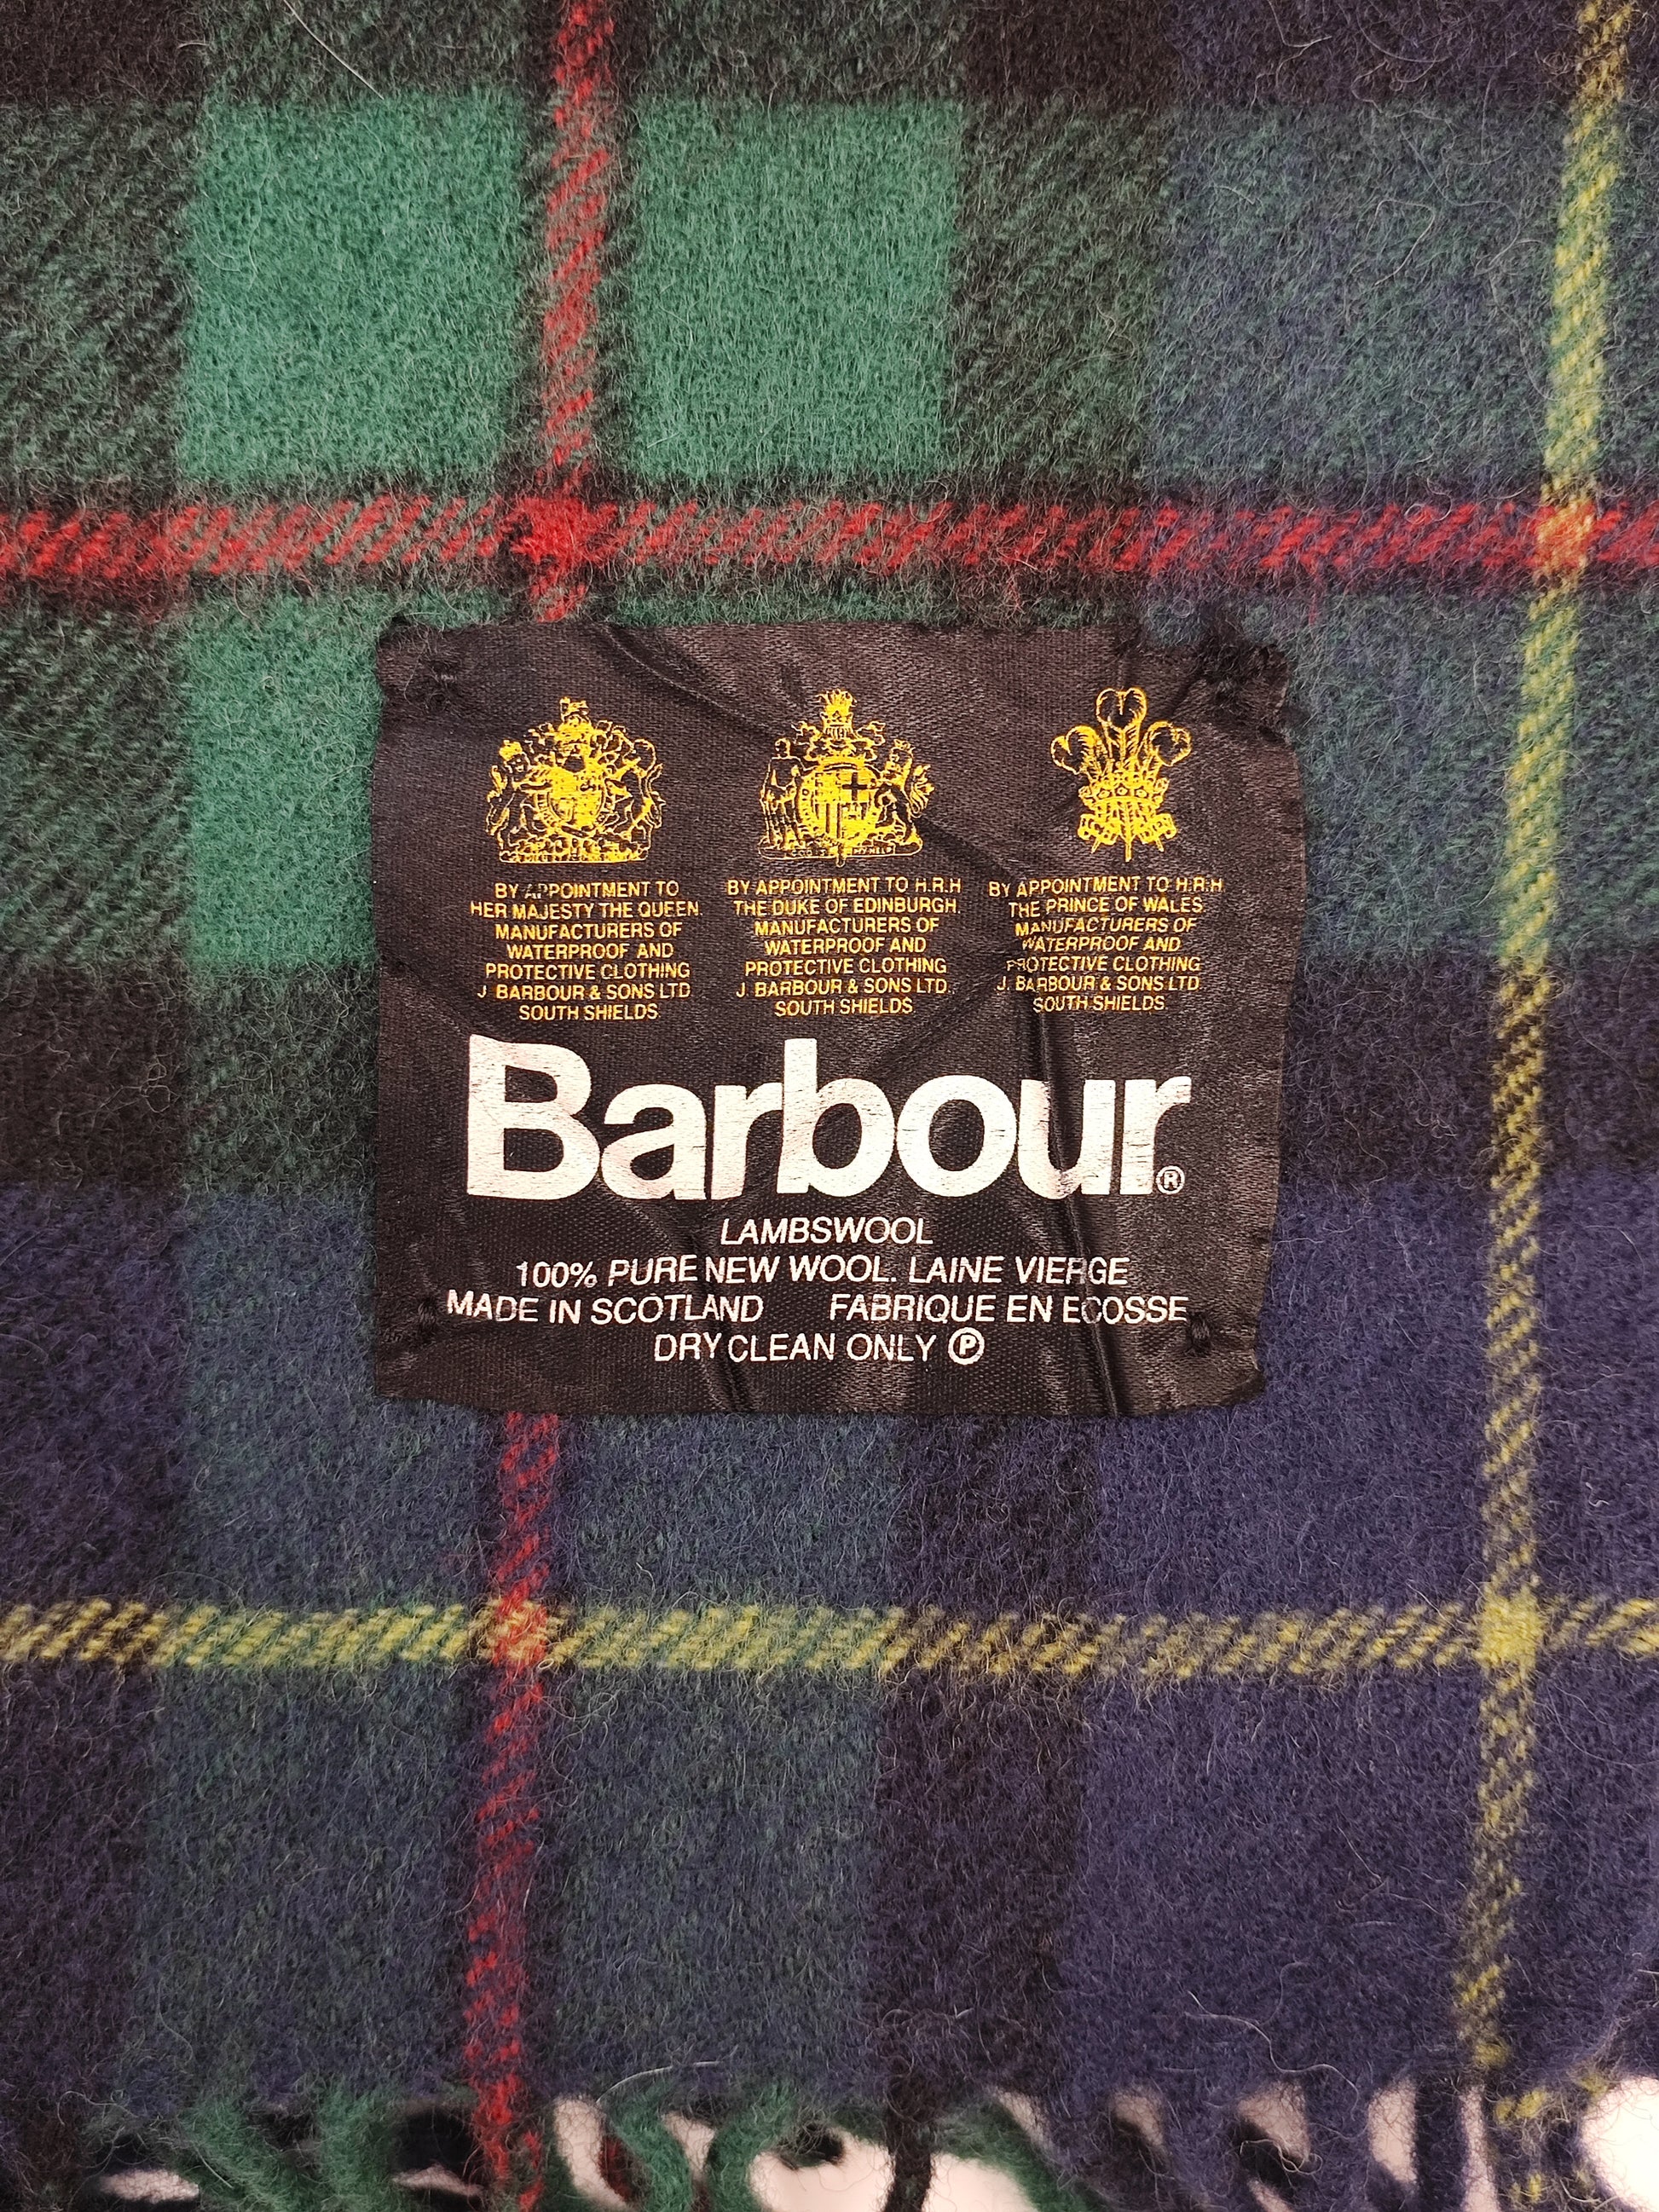 BY APPOINTMENT TO
HER MAJESTY THE QUEEN.
MANUFACTURERS OF
WATERPROOF AND
PROTECTIVE CLOTHING
J. BARBOUR & SONS LTD.
SOUTH SHIELDS.
BY APPOINTMENT TO H.R.H.
THE DUKE OF EDINBURGH.
MANUFACTURERS OF
WATERPROOF AND
PROTECTIVE CLOTHING
J. BARBOUR & SONS LTD.
SOUTH SHIELDS.
BY APPOINTMENT TO H.R.H.
THE PRINCE OF WALES.
MANUFACTURERS OF
WATERPROOF AND
PROTECTIVE CLOTHING
J. BARBOUR & SONS LTD.
SOUTH SHIELDS.
Barbour®
LAMBSWOOL
100% PURE NEW WOOL. LAINE VIERGE
MADE IN SCOTLAND FABRIQUE EN ECOSSE
DRY CLEAN ONLY Ⓟ